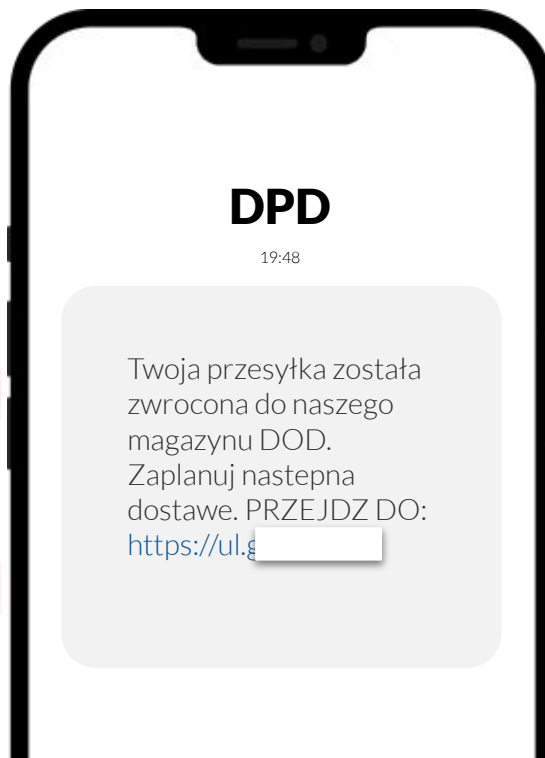 DPD
19:48
Twoja przesyłka została
zwrocona do naszego
magazynu DOD.
Zaplanuj nastepna
dostawe. PRZEJDZ DO:
https://ul.g